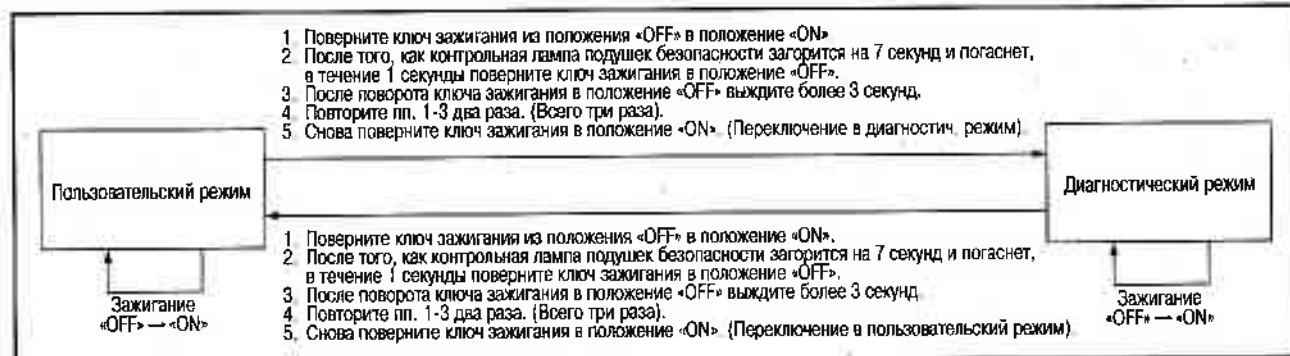 1 Поверните ключ зажигания из положения «OFF» в положение «ON»
2. После того, как контрольная лампа подушек безопасности загорится на 7 секунд и погаснет,
в течение 1 секунды поверните ключ зажигания в положение «OFF».
3 После поворота ключа зажигания в положение «OFF» выждите более 3 секунд.
4 Повторите пп. 1-3 два раза. (Всего три раза).
5. Снова поверните ключ зажигания в положение «ON» (Переключение в диагностич. режим)
Пользовательский режим
Диагностический режим
1 Поверните ключ зажигания из положения «OFF» в положение «ON».
2. После того, как контрольная лампа подушек безопасности загорится на 7 секунд и погаснет,
в течение 1 секунды поверните ключ зажигания в положение «OFF».
3 После поворота ключа зажигания в положение «OFF» выждите более 3 секунд
4 Повторите пп. 1-3 два раза. (Всего три раза).
5. Снова поверните ключ зажигания в положение «ON» (Переключение в пользовательский режим)
Зажигание
«OFF» → «ON»
Зажигание
«OFF» → «ON»